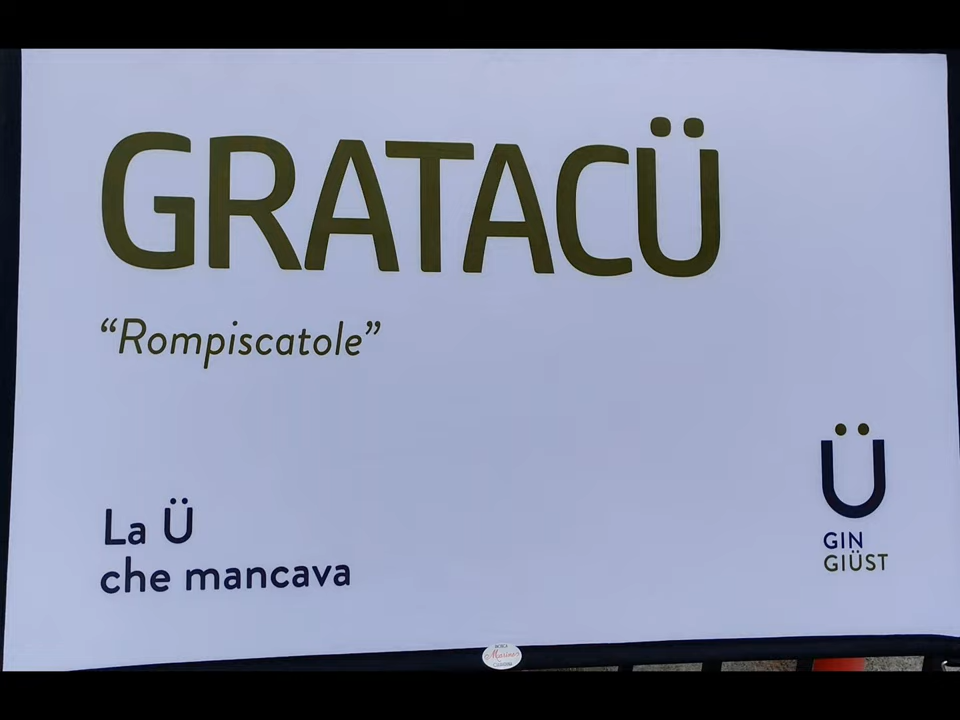 GRATACÜ
“Rompiscatole”
La Ü
che mancava
Ü
GIN
GIÜST